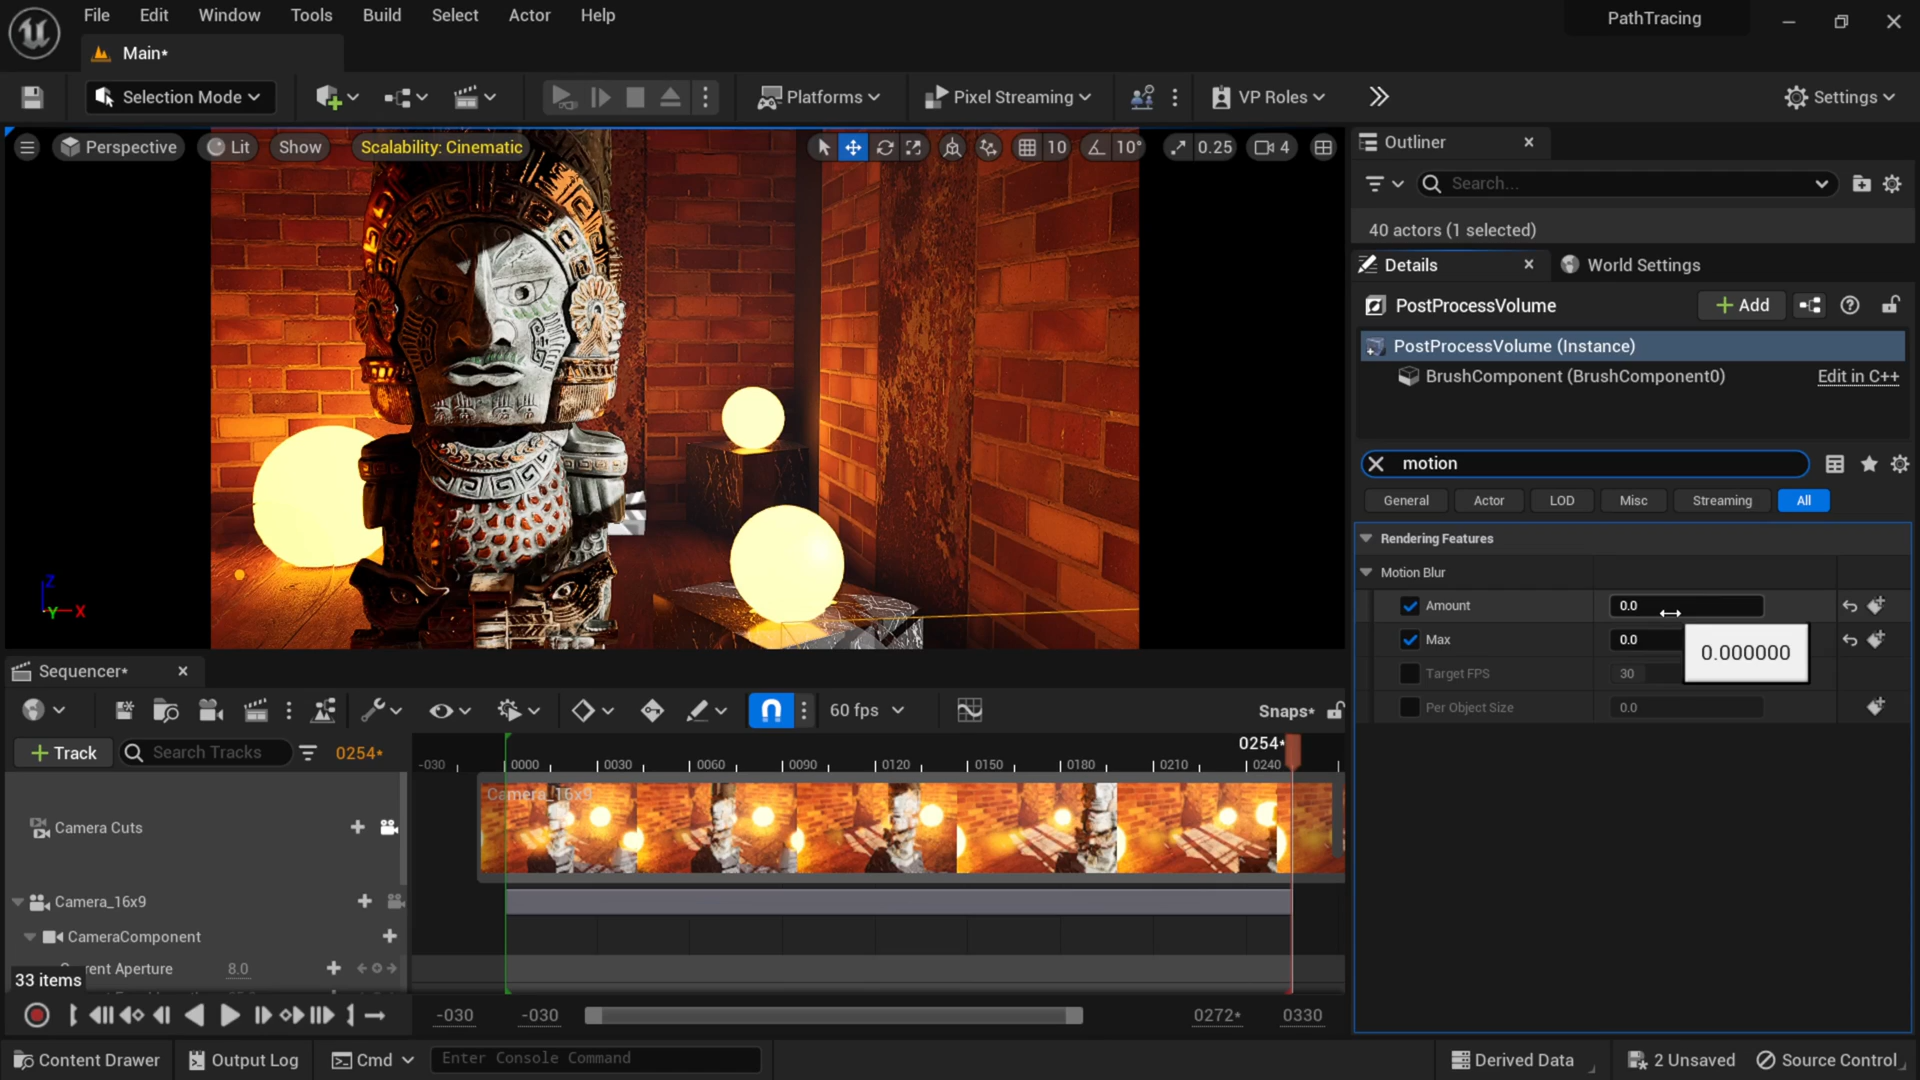 File Edit Window Tools Build Select Actor Help
PathTracing
Main*
Selection Mode
Platforms
Pixel Streaming
VP Roles
Settings
Perspective
Lit
Show
Scalability: Cinematic
10
10°
0.25
4
Outliner
Search...
40 actors (1 selected)
Details
World Settings
PostProcessVolume
Add
PostProcessVolume (Instance)
BrushComponent (BrushComponent0)
Edit in C++
motion
General
Actor
LOD
Misc
Streaming
All
Rendering Features
Motion Blur
Amount
0.0
Max
0.0
0.000000
Target FPS
30
Per Object Size
0.0
Z
Y
X
Sequencer*
60 fps
Snaps*
Track
Search Tracks
0254*
0254*
-030
0000
0030
0060
0090
0120
0150
0180
0210
0240
Camera_16x9
Camera Cuts
Camera_16x9
CameraComponent
rent Aperture
8.0
33 items
-030
-030
0272*
0330
Content Drawer
Output Log
Cmd
Enter Console Command
Derived Data
2 Unsaved
Source Control